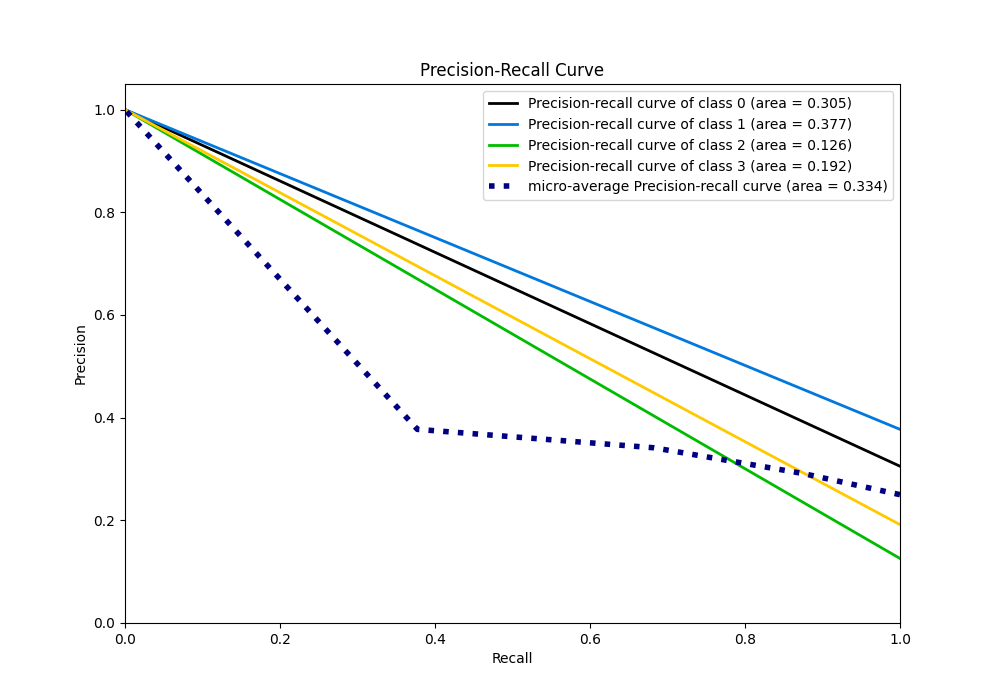 Precision-Recall Curve
Precision-recall curve of class 0 (area = 0.305)
Precision-recall curve of class 1 (area = 0.377)
Precision-recall curve of class 2 (area = 0.126)
Precision-recall curve of class 3 (area = 0.192)
micro-average Precision-recall curve (area = 0.334)
Precision
1.0
0.8
0.6
0.4
0.2
0.0
0.0 0.2 0.4 0.6 0.8 1.0
Recall